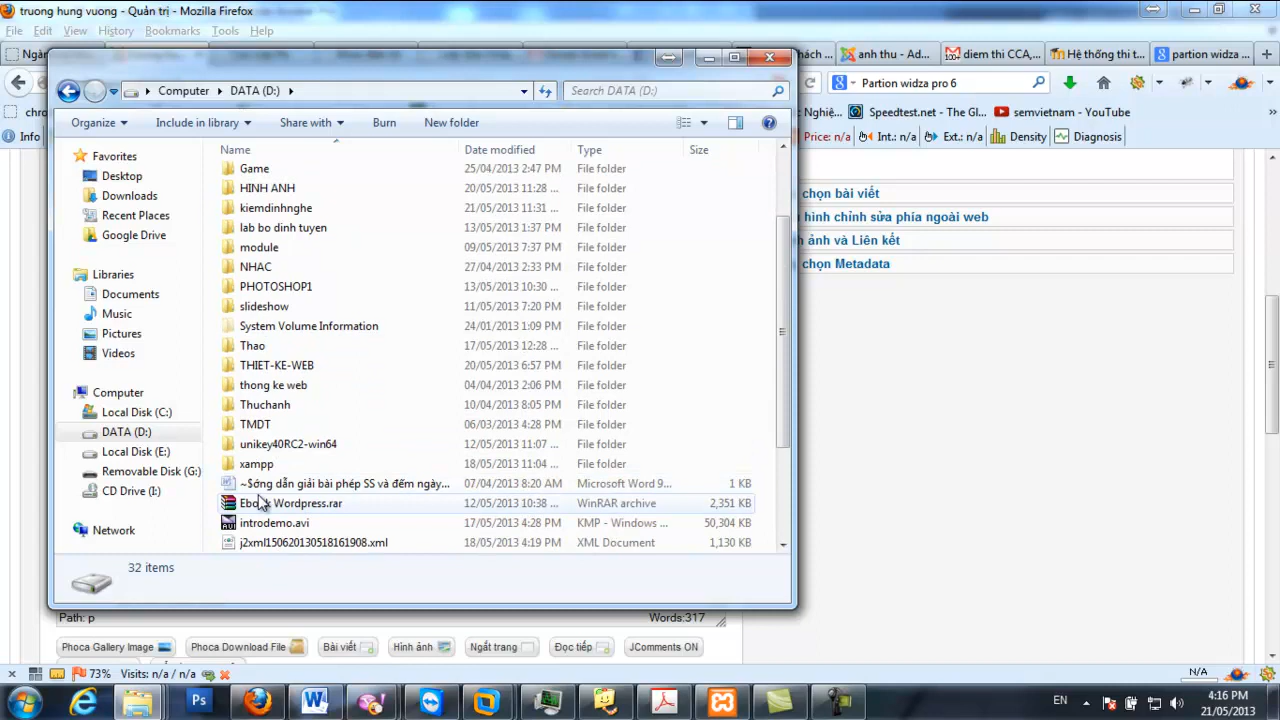 truong hung vuong - Quản trị - Mozilla Firefox
File Edit View History Bookmarks Tools Help
anh thu - Ad...
diem thi CCA,...
Hệ thống thi t...
partion widza ...
Computer DATA (D:)
Search DATA (D:)
Partion widza pro 6
Organize Include in library Share with Burn New folder
Speedtest.net - The Gl...
semvietnam - YouTube
Info
Price: n/a
Int.: n/a
Ext.: n/a
Density
Diagnosis
Name Date modified Type Size
Favorites
Desktop
Downloads
Recent Places
Google Drive
Libraries
Documents
Music
Pictures
Videos
Computer
Local Disk (C:)
DATA (D:)
Local Disk (E:)
Removable Disk (G:)
CD Drive (I:)
Network
Game 25/04/2013 2:47 PM File folder
HINH ANH 20/05/2013 11:28 ... File folder
kiemdinhnghe 21/05/2013 11:31 ... File folder
lab bo dinh tuyen 13/05/2013 1:37 PM File folder
module 09/05/2013 7:37 PM File folder
NHAC 27/04/2013 2:33 PM File folder
PHOTOSHOP1 13/05/2013 10:30 ... File folder
slideshow 11/05/2013 7:20 PM File folder
System Volume Information 24/01/2013 1:09 PM File folder
Thao 17/05/2013 12:28 ... File folder
THIET-KE-WEB 20/05/2013 6:57 PM File folder
thong ke web 04/04/2013 2:06 PM File folder
Thuchanh 10/04/2013 8:05 PM File folder
TMDT 06/03/2013 4:28 PM File folder
unikey40RC2-win64 12/05/2013 11:07 ... File folder
xampp 18/05/2013 11:04 ... File folder
~$ớng dẫn giải bài phép SS và đếm ngày... 07/04/2013 8:20 AM Microsoft Word 9... 1 KB
Ebook Wordpress.rar 12/05/2013 10:38 ... WinRAR archive 2,351 KB
introdemo.avi 17/05/2013 4:28 PM KMP - Windows ... 50,304 KB
j2xml150620130518161908.xml 18/05/2013 4:19 PM XML Document 1,130 KB
32 items
chọn bài viết
hình chỉnh sửa phía ngoài web
ảnh và Liên kết
chọn Metadata
Path: p
Words:317
Phoca Gallery Image
Phoca Download File
Bài viết
Hình ảnh
Ngắt trang
Đọc tiếp
JComments ON
73% Visits: n/a / n/a
N/A
EN
4:16 PM
21/05/2013